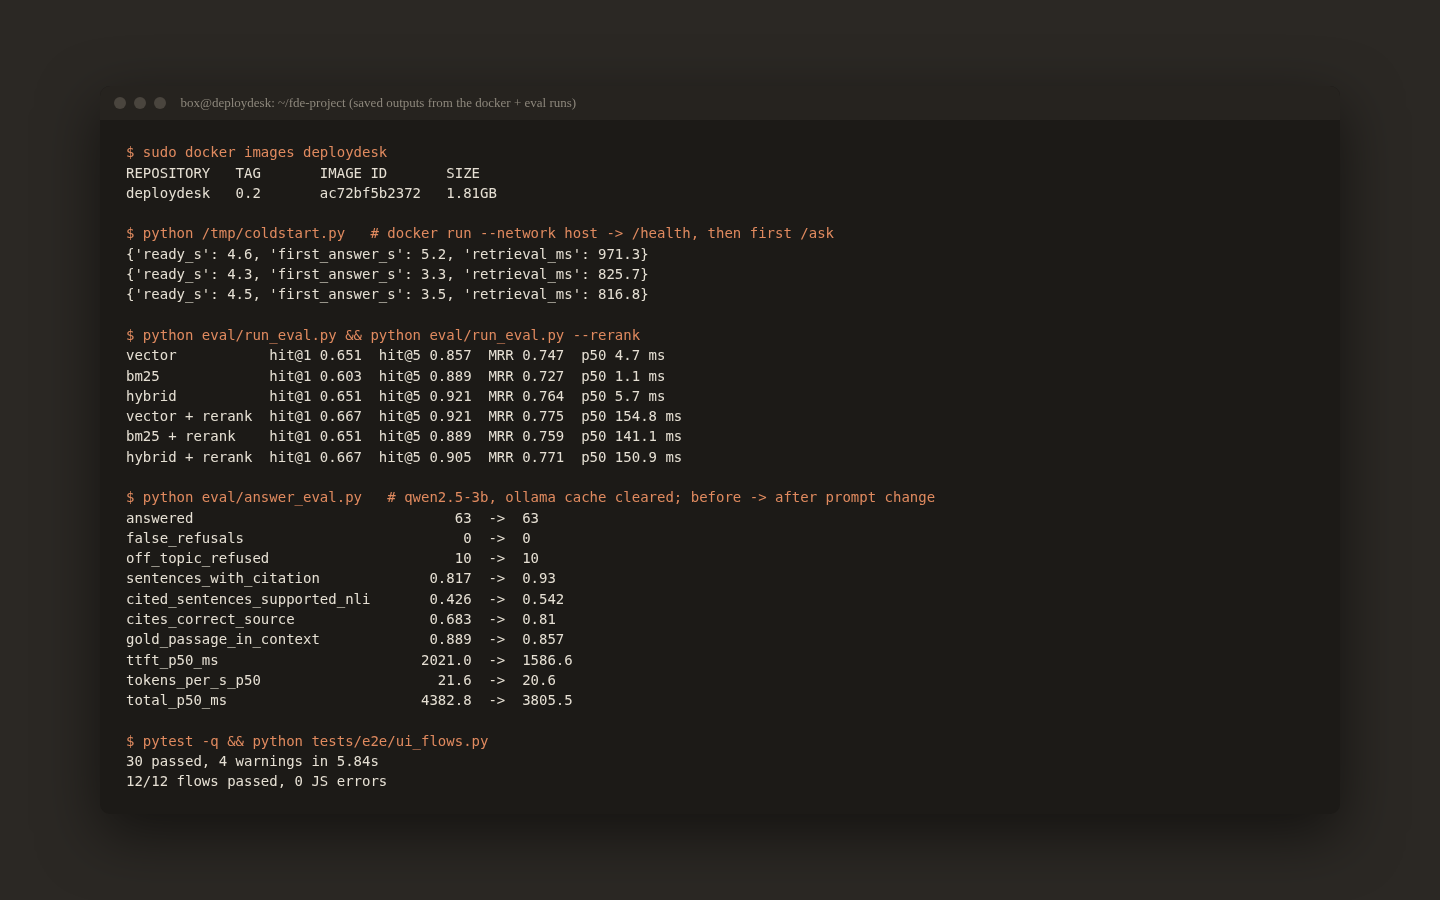 box@deploydesk: ~/fde-project (saved outputs from the docker + eval runs)
$ sudo docker images deploydesk
REPOSITORY   TAG       IMAGE ID       SIZE
deploydesk   0.2       ac72bf5b2372   1.81GB
$ python /tmp/coldstart.py   # docker run --network host -> /health, then first /ask
{'ready_s': 4.6, 'first_answer_s': 5.2, 'retrieval_ms': 971.3}
{'ready_s': 4.3, 'first_answer_s': 3.3, 'retrieval_ms': 825.7}
{'ready_s': 4.5, 'first_answer_s': 3.5, 'retrieval_ms': 816.8}
$ python eval/run_eval.py && python eval/run_eval.py --rerank
vector           hit@1 0.651  hit@5 0.857  MRR 0.747  p50 4.7 ms
bm25             hit@1 0.603  hit@5 0.889  MRR 0.727  p50 1.1 ms
hybrid           hit@1 0.651  hit@5 0.921  MRR 0.764  p50 5.7 ms
vector + rerank  hit@1 0.667  hit@5 0.921  MRR 0.775  p50 154.8 ms
bm25 + rerank    hit@1 0.651  hit@5 0.889  MRR 0.759  p50 141.1 ms
hybrid + rerank  hit@1 0.667  hit@5 0.905  MRR 0.771  p50 150.9 ms
$ python eval/answer_eval.py   # qwen2.5-3b, ollama cache cleared; before -> after prompt change
answered                               63  ->  63
false_refusals                          0  ->  0
off_topic_refused                      10  ->  10
sentences_with_citation             0.817  ->  0.93
cited_sentences_supported_nli       0.426  ->  0.542
cites_correct_source                0.683  ->  0.81
gold_passage_in_context             0.889  ->  0.857
ttft_p50_ms                        2021.0  ->  1586.6
tokens_per_s_p50                     21.6  ->  20.6
total_p50_ms                       4382.8  ->  3805.5
$ pytest -q && python tests/e2e/ui_flows.py
30 passed, 4 warnings in 5.84s
12/12 flows passed, 0 JS errors